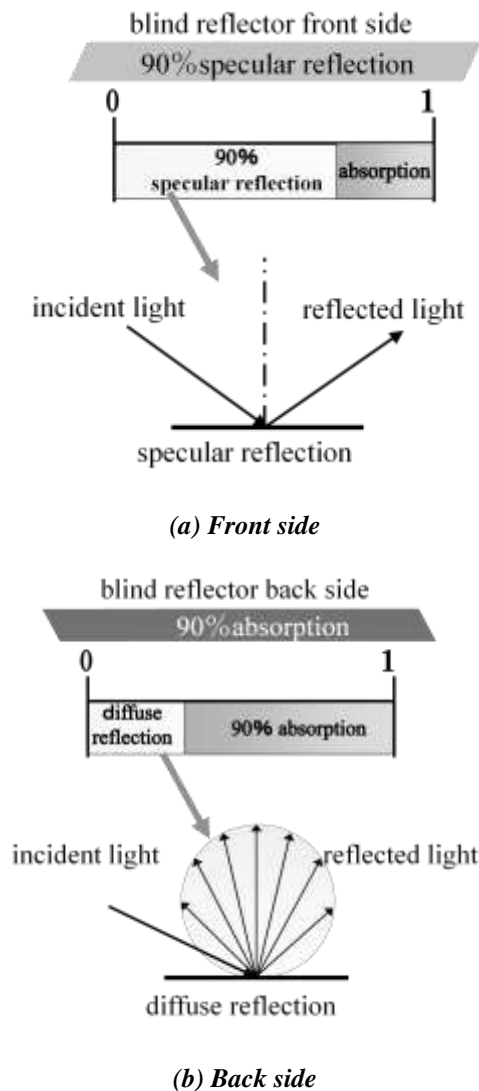 blind reflector front side
90%specular reflection
0 1
90%
specular reflection
absorption
incident light
reflected light
specular reflection
(a) Front side
blind reflector back side
90%absorption
0 1
diffuse
reflection
90% absorption
incident light
reflected light
diffuse reflection
(b) Back side